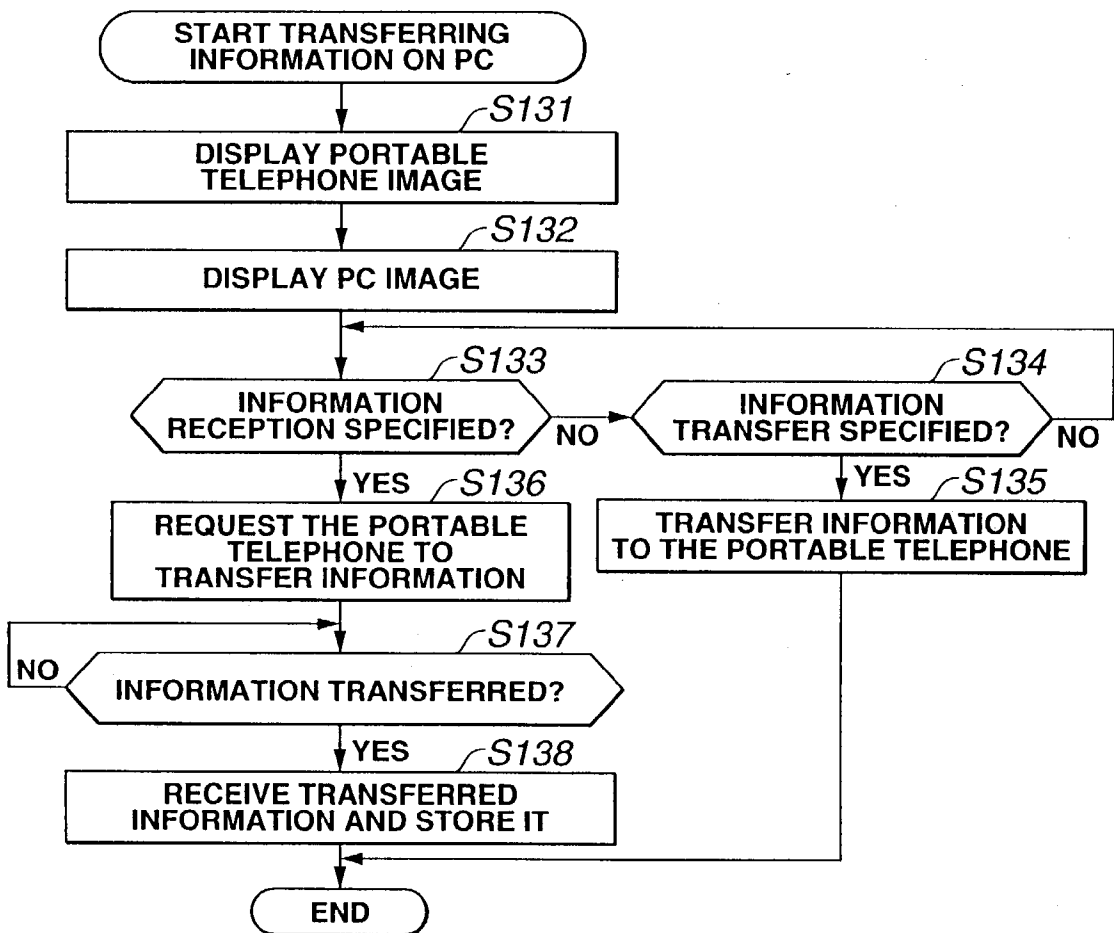 START TRANSFERRING
INFORMATION ON PC
S131
DISPLAY PORTABLE
TELEPHONE IMAGE
S132
DISPLAY PC IMAGE
S133
INFORMATION
RECEPTION SPECIFIED?
NO
S134
INFORMATION
TRANSFER SPECIFIED?
NO
YES
S136
REQUEST THE PORTABLE
TELEPHONE TO
TRANSFER INFORMATION
YES
S135
TRANSFER INFORMATION
TO THE PORTABLE TELEPHONE
S137
NO
INFORMATION TRANSFERRED?
YES
S138
RECEIVE TRANSFERRED
INFORMATION AND STORE IT
END